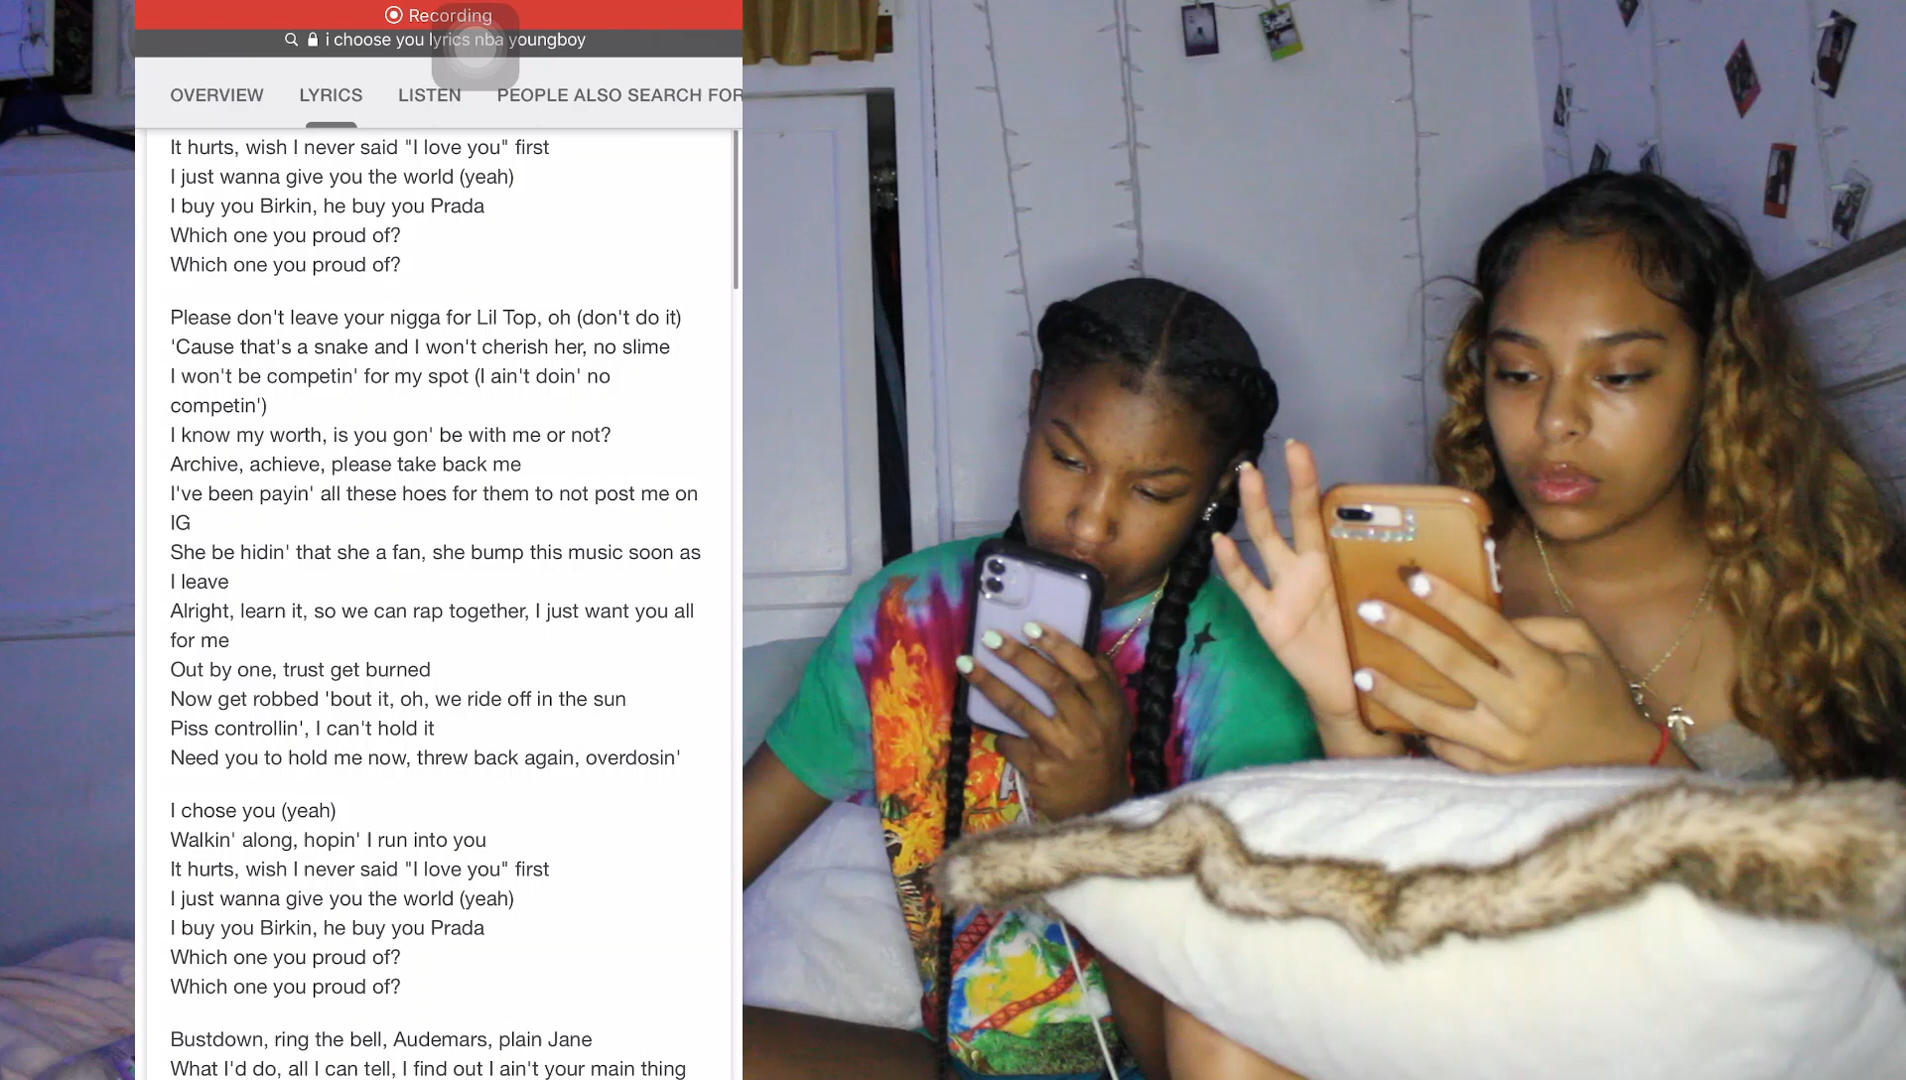 Recording
i choose you lyrics nba youngboy
OVERVIEW LYRICS LISTEN PEOPLE ALSO SEARCH FOR
It hurts, wish I never said "I love you" first
I just wanna give you the world (yeah)
I buy you Birkin, he buy you Prada
Which one you proud of?
Which one you proud of?
Please don't leave your nigga for Lil Top, oh (don't do it)
'Cause that's a snake and I won't cherish her, no slime
I won't be competin' for my spot (I ain't doin' no
competin')
I know my worth, is you gon' be with me or not?
Archive, achieve, please take back me
I've been payin' all these hoes for them to not post me on
IG
She be hidin' that she a fan, she bump this music soon as
I leave
Alright, learn it, so we can rap together, I just want you all
for me
Out by one, trust get burned
Now get robbed 'bout it, oh, we ride off in the sun
Piss controllin', I can't hold it
Need you to hold me now, threw back again, overdosin'
I chose you (yeah)
Walkin' along, hopin' I run into you
It hurts, wish I never said "I love you" first
I just wanna give you the world (yeah)
I buy you Birkin, he buy you Prada
Which one you proud of?
Which one you proud of?
Bustdown, ring the bell, Audemars, plain Jane
What I'd do, all I can tell, I find out I ain't your main thing